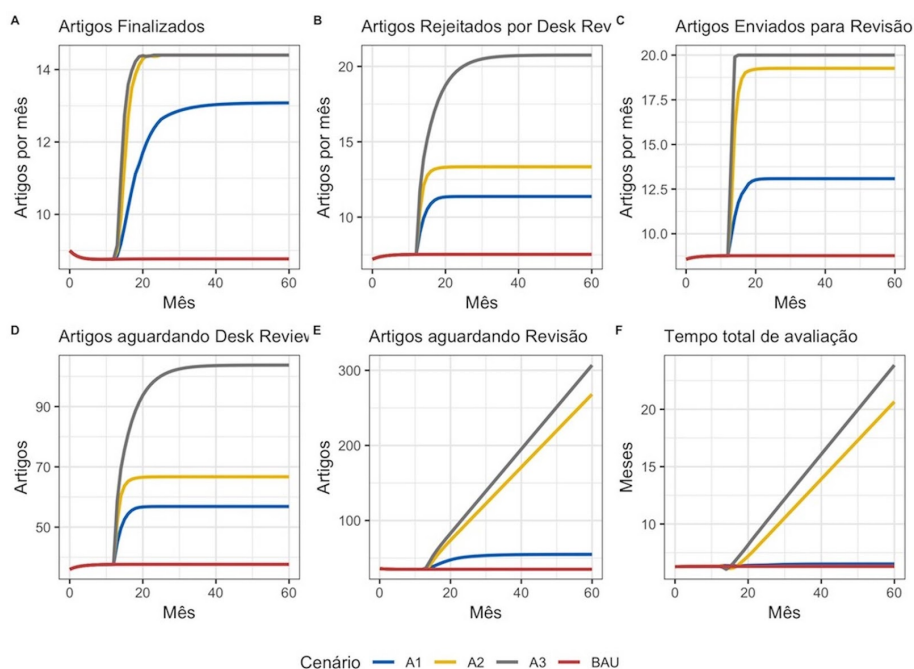 A Artigos Finalizados
14
12
10
Artigos por mês
0 20 40 60
Mês
B Artigos Rejeitados por Desk Rev
20
15
10
Artigos por mês
0 20 40 60
Mês
C Artigos Enviados para Revisão
20.0
17.5
15.0
12.5
10.0
Artigos por mês
0 20 40 60
Mês
D Artigos aguardando Desk Review
90
70
50
Artigos
0 20 40 60
Mês
E Artigos aguardando Revisão
300
200
100
Artigos
0 20 40 60
Mês
F Tempo total de avaliação
20
15
10
Meses
0 20 40 60
Mês
Cenário A1 A2 A3 BAU